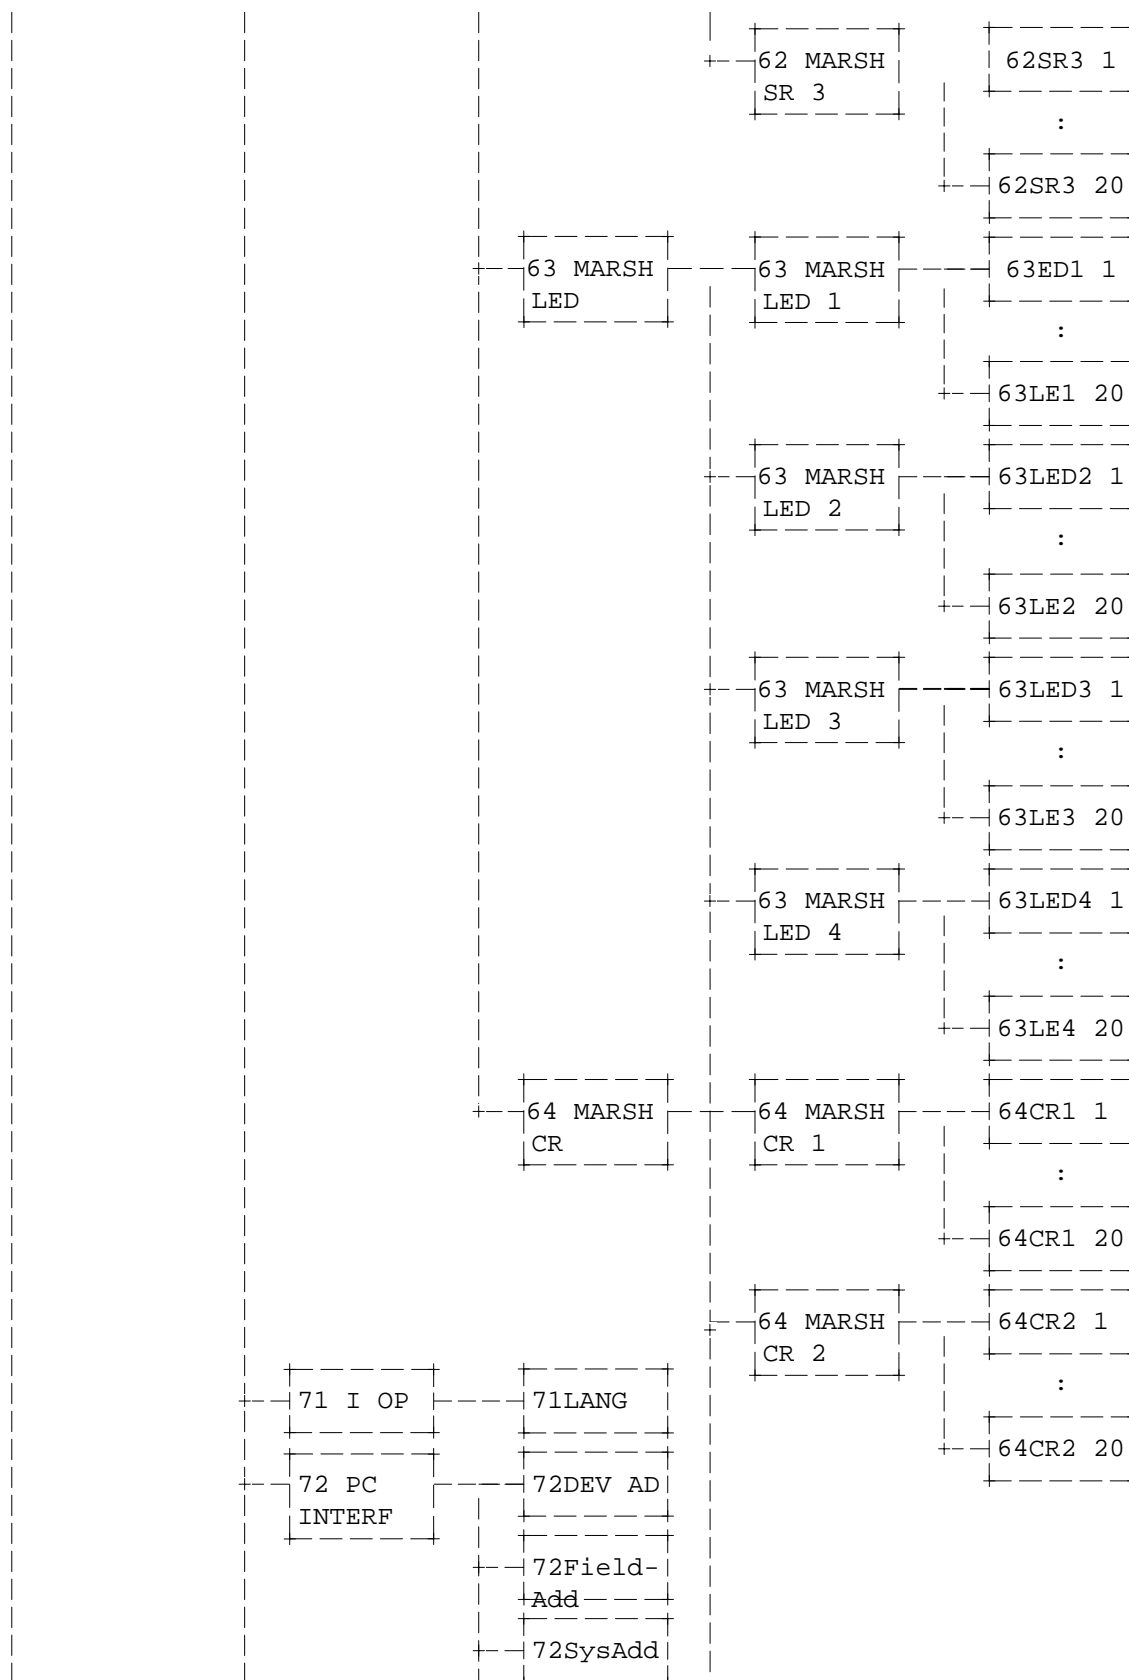 62 MARSH
SR 3
62SR3 1
:
62SR3 20
63 MARSH
LED
63 MARSH
LED 1
63ED1 1
:
63LE1 20
63 MARSH
LED 2
63LED2 1
:
63LE2 20
63 MARSH
LED 3
63LED3 1
:
63LE3 20
63 MARSH
LED 4
63LED4 1
:
63LE4 20
64 MARSH
CR
64 MARSH
CR 1
64CR1 1
:
64CR1 20
64 MARSH
CR 2
64CR2 1
:
64CR2 20
71 I OP
71LANG
72 PC
INTERF
72DEV AD
72Field-
Add
72SysAdd